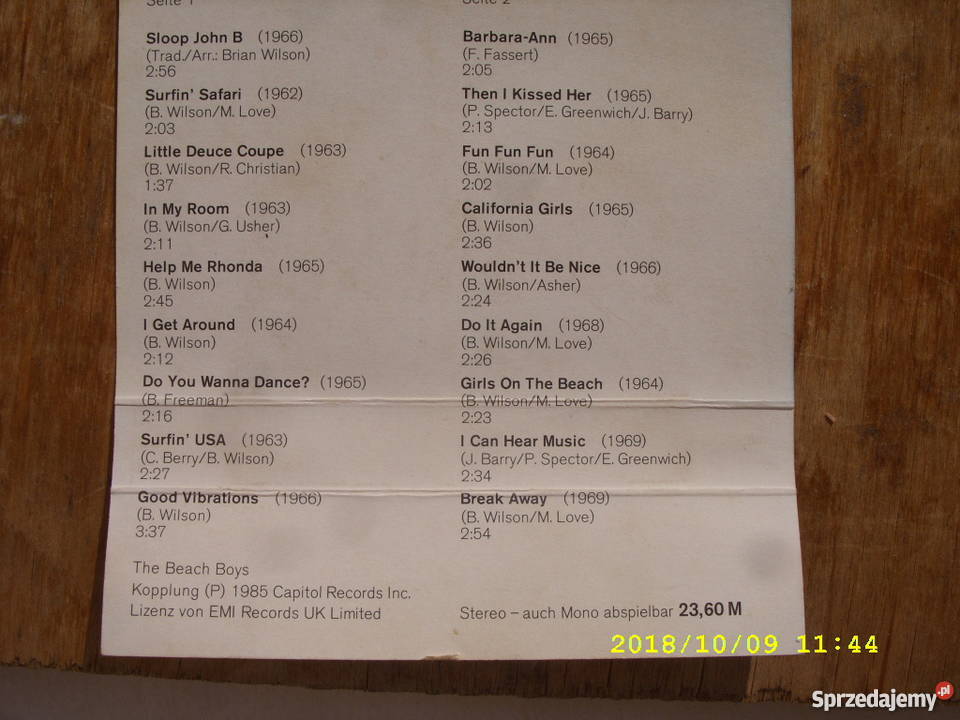 Seite 1
Sloop John B (1966)
(Trad./Arr.: Brian Wilson)
2:56
Surfin' Safari (1962)
(B. Wilson/M. Love)
2:03
Little Deuce Coupe (1963)
(B. Wilson/R. Christian)
1:37
In My Room (1963)
(B. Wilson/G. Usher)
2:11
Help Me Rhonda (1965)
(B. Wilson)
2:45
I Get Around (1964)
(B. Wilson)
2:12
Do You Wanna Dance? (1965)
(B. Freeman)
2:16
Surfin' USA (1963)
(C. Berry/B. Wilson)
2:27
Good Vibrations (1966)
(B. Wilson)
3:37
Seite 2
Barbara-Ann (1965)
(F. Fassert)
2:05
Then I Kissed Her (1965)
(P. Spector/E. Greenwich/J. Barry)
2:13
Fun Fun Fun (1964)
(B. Wilson/M. Love)
2:02
California Girls (1965)
(B. Wilson)
2:36
Wouldn't It Be Nice (1966)
(B. Wilson/Asher)
2:24
Do It Again (1968)
(B. Wilson/M. Love)
2:26
Girls On The Beach (1964)
(B. Wilson/M. Love)
2:23
I Can Hear Music (1969)
(J. Barry/P. Spector/E. Greenwich)
2:34
Break Away (1969)
(B. Wilson/M. Love)
2:54
The Beach Boys
Kopplung (P) 1985 Capitol Records Inc.
Lizenz von EMI Records UK Limited
Stereo – auch Mono abspielbar 23,60 M
2018/10/09 11:44
Sprzedajemy.pl